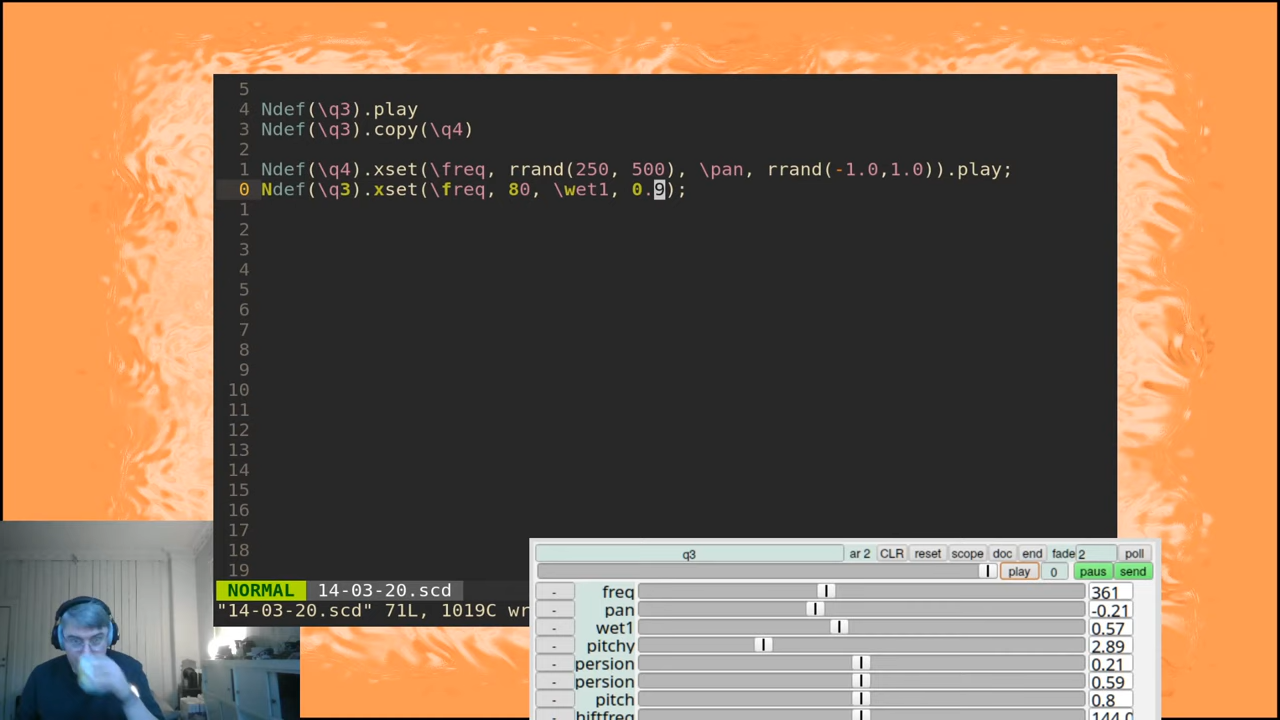 5
4 Ndef(\q3).play
3 Ndef(\q3).copy(\q4)
2
1 Ndef(\q4).xset(\freq, rrand(250, 500), \pan, rrand(-1.0,1.0)).play;
0 Ndef(\q3).xset(\freq, 80, \wet1, 0.9);
1
2
3
4
5
6
7
8
9
10
11
12
13
14
15
16
17
18
19
NORMAL 14-03-20.scd
"14-03-20.scd" 71L, 1019C wr
q3 ar 2 CLR reset scope doc end fade 2 poll
play 0 paus send
- freq 361
- pan -0.21
- wet1 0.57
- pitchy 2.89
- persion 0.21
- persion 0.59
- pitch 0.8
- hiftfreq 144.0